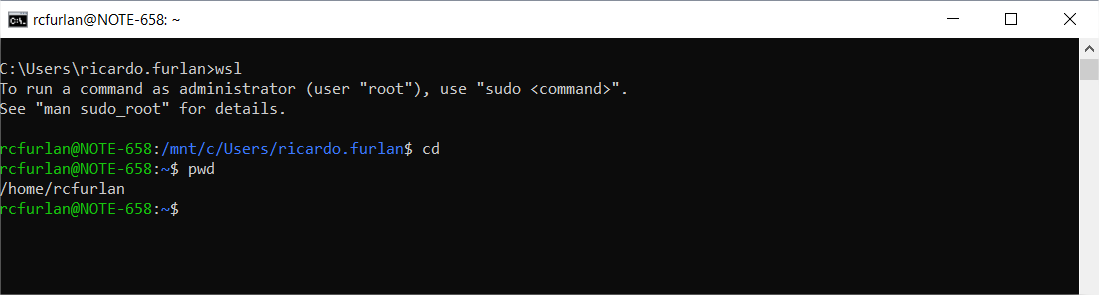 rcfurlan@NOTE-658: ~
C:\Users\ricardo.furlan>wsl
To run a command as administrator (user "root"), use "sudo <command>".
See "man sudo_root" for details.
rcfurlan@NOTE-658:/mnt/c/Users/ricardo.furlan$ cd
rcfurlan@NOTE-658:~$ pwd
/home/rcfurlan
rcfurlan@NOTE-658:~$